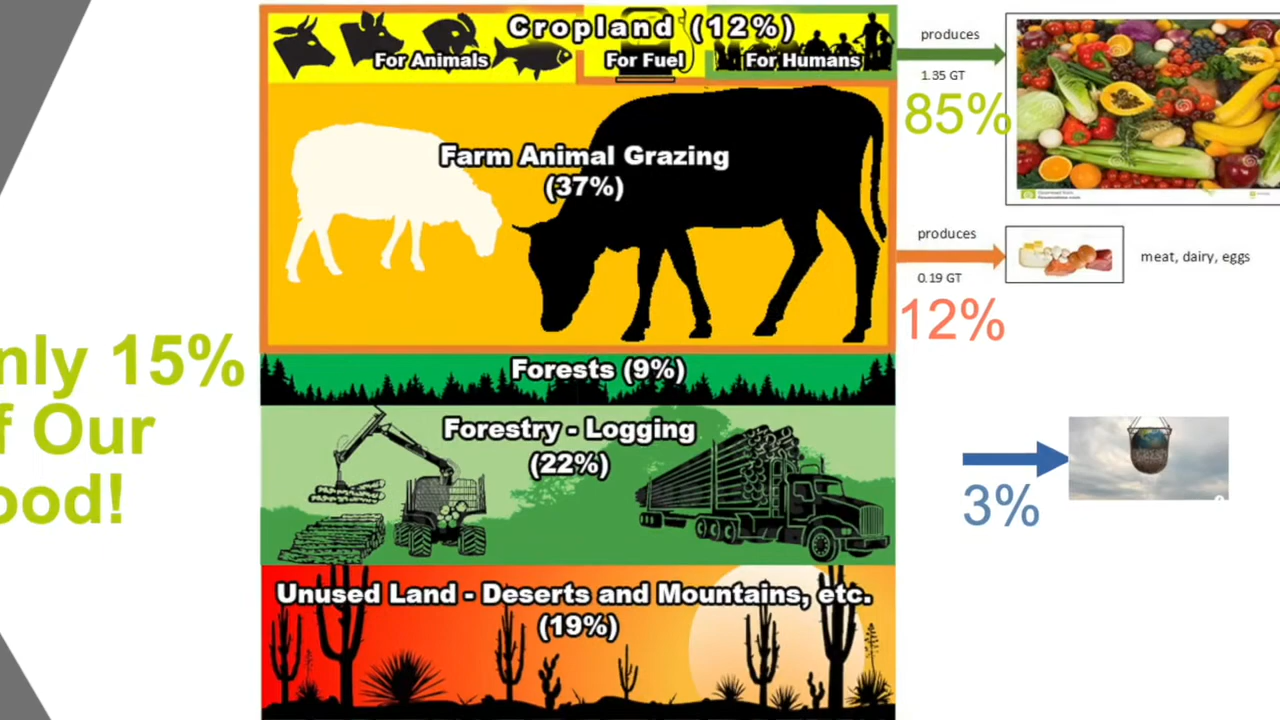 nly 15%
f Our
ood!
Cropland (12%)
For Animals
For Fuel
For Humans
Farm Animal Grazing
(37%)
Forests (9%)
Forestry - Logging
(22%)
Unused Land - Deserts and Mountains, etc.
(19%)
produces
1.35 GT
85%
produces
0.19 GT
12%
meat, dairy, eggs
3%